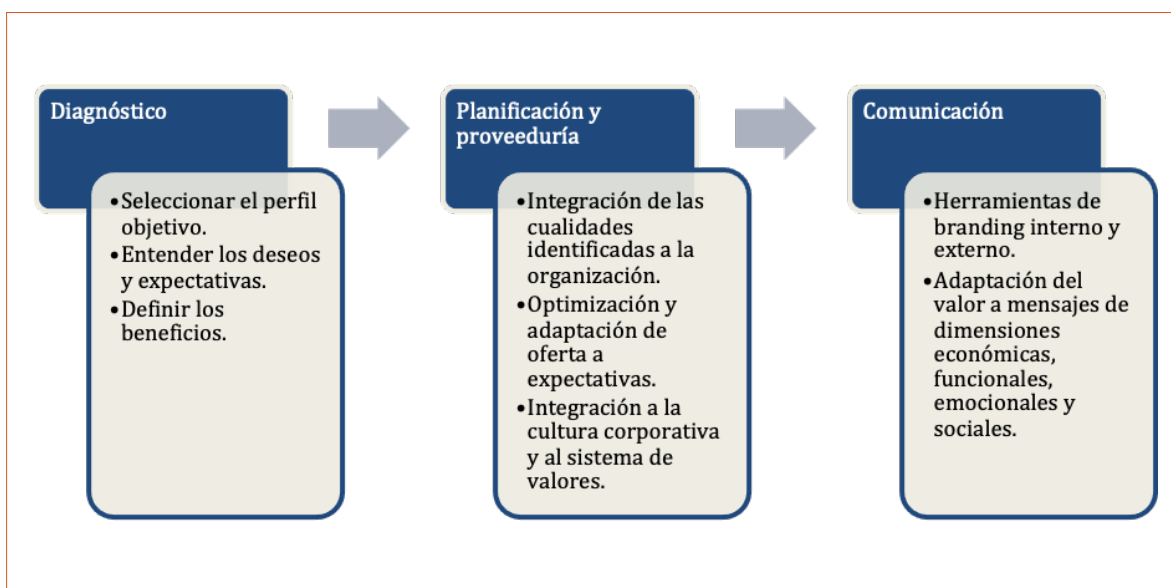 Diagnóstico
•Seleccionar el perfil
objetivo.
•Entender los deseos
y expectativas.
•Definir los
beneficios.
Planificación y
proveeduría
•Integración de las
cualidades
identificadas a la
organización.
•Optimización y
adaptación de
oferta a
expectativas.
•Integración a la
cultura corporativa
y al sistema de
valores.
Comunicación
•Herramientas de
branding interno y
externo.
•Adaptación del
valor a mensajes de
dimensiones
económicas,
funcionales,
emocionales y
sociales.